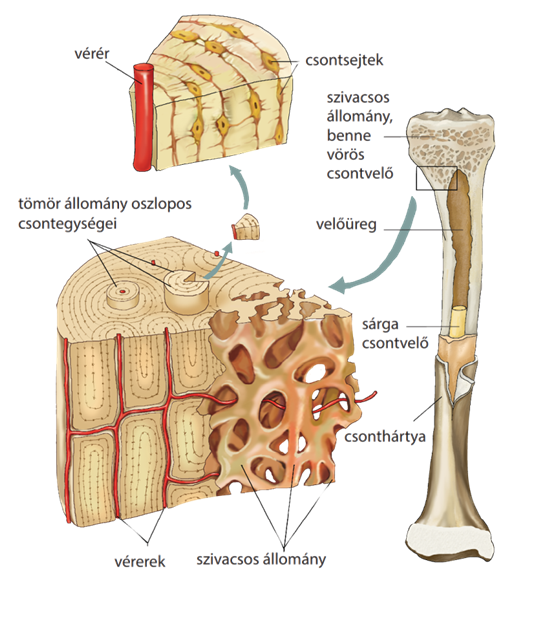 vérér
csontsejtek
szivacsos
állomány,
benne
vörös
csontvelő
tömör állomány oszlopos
csontegységei
velőüreg
sárga
csontvelő
csonthártya
vérerek
szivacsos állomány